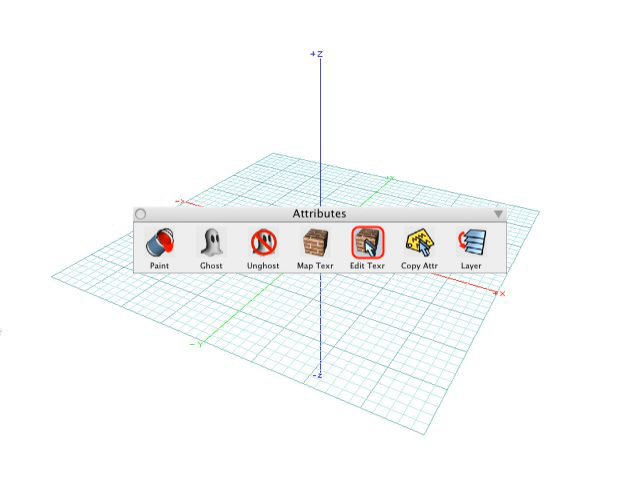 +Z
+Y
-X
Attributes
Paint Ghost Unghost Map Texr Edit Texr Copy Attr Layer
+X
-Y
-Z